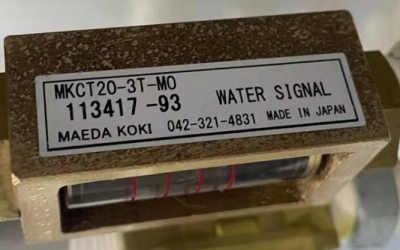 MKCT20-3T-MO
113417 -93 WATER SIGNAL
MAEDA KOKI 042-321-4831 MADE IN JAPAN